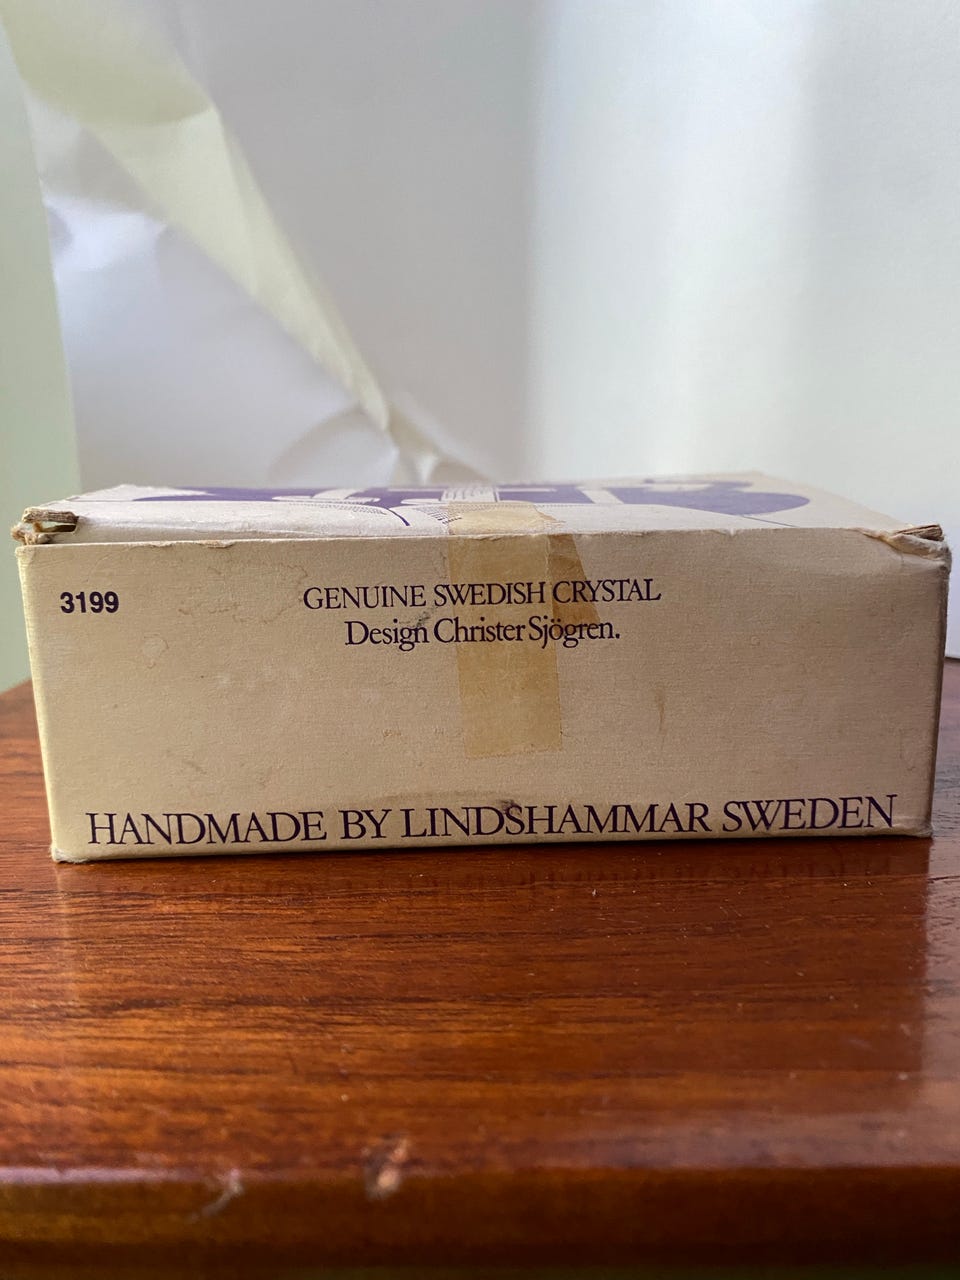 3199
GENUINE SWEDISH CRYSTAL
Design Christer Sjögren.
HANDMADE BY LINDSHAMMAR SWEDEN